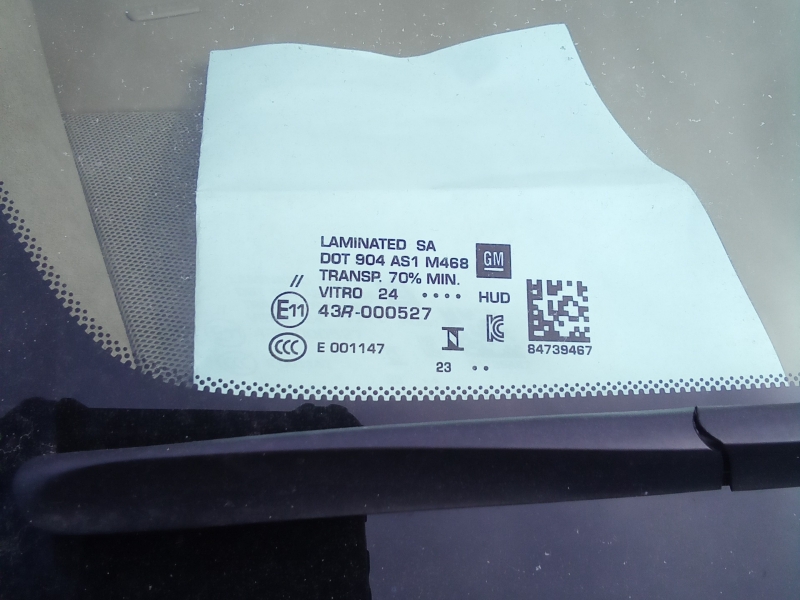 LAMINATED SA
DOT 904 AS1 M468
GM
TRANSP. 70% MIN.
VITRO 24 •••• HUD
//
E11 43R-000527
CCC E 001147
N
KC
84739467
23 ••